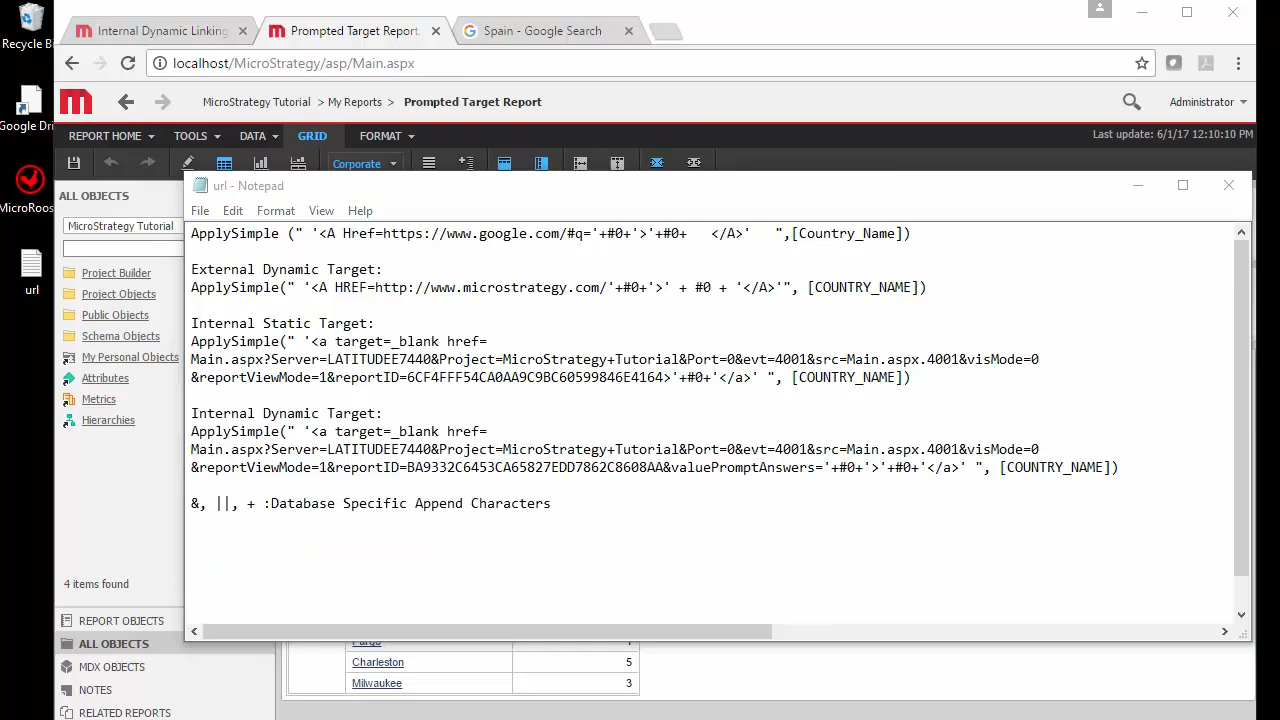 Recycle Bi
Google Dri
MicroRoos
url
Internal Dynamic Linking
Prompted Target Report
Spain - Google Search
localhost/MicroStrategy/asp/Main.aspx
MicroStrategy Tutorial > My Reports > Prompted Target Report
Administrator
REPORT HOME TOOLS DATA GRID FORMAT
Last update: 6/1/17 12:10:10 PM
Corporate
ALL OBJECTS
MicroStrategy Tutorial
Project Builder
Project Objects
Public Objects
Schema Objects
My Personal Objects
Attributes
Metrics
Hierarchies
4 items found
REPORT OBJECTS
ALL OBJECTS
MDX OBJECTS
NOTES
RELATED REPORTS
url - Notepad
File Edit Format View Help
ApplySimple (" '<A Href=https://www.google.com/#q='+#0+'>'+#0+   </A>'   ",[Country_Name])
External Dynamic Target:
ApplySimple(" '<A HREF=http://www.microstrategy.com/'+#0+'>' + #0 + '</A>'", [COUNTRY_NAME])
Internal Static Target:
ApplySimple(" '<a target=_blank href=
Main.aspx?Server=LATITUDEE7440&Project=MicroStrategy+Tutorial&Port=0&evt=4001&src=Main.aspx.4001&visMode=0
&reportViewMode=1&reportID=6CF4FFF54CA0AA9C9BC60599846E4164>'+#0+'</a>' ", [COUNTRY_NAME])
Internal Dynamic Target:
ApplySimple(" '<a target=_blank href=
Main.aspx?Server=LATITUDEE7440&Project=MicroStrategy+Tutorial&Port=0&evt=4001&src=Main.aspx.4001&visMode=0
&reportViewMode=1&reportID=BA9332C6453CA65827EDD7862C8608AA&valuePromptAnswers='+#0+'>'+#0+'</a>' ", [COUNTRY_NAME])
&, ||, + :Database Specific Append Characters
Fargo
Charleston 5
Milwaukee 3